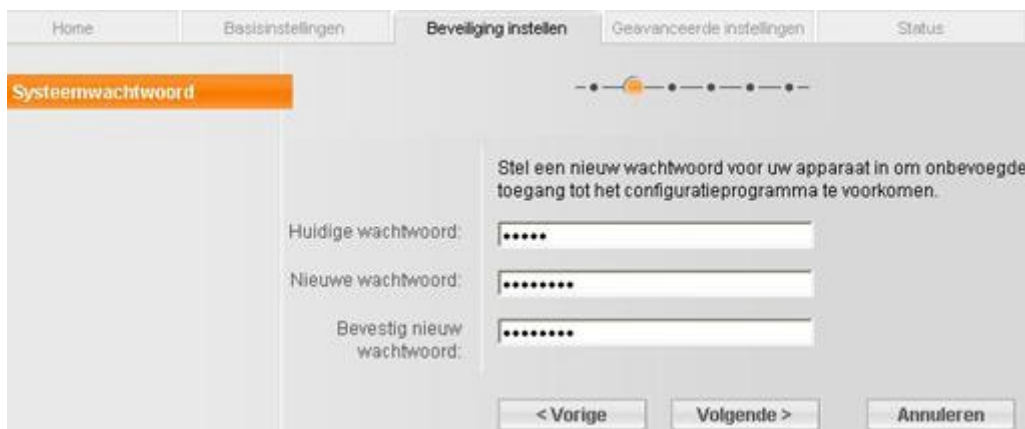 Home Basisinstellingen Beveiliging instellen Geavanceerde instellingen Status
Systeemwachtwoord
Stel een nieuw wachtwoord voor uw apparaat in om onbevoegde
toegang tot het configuratieprogramma te voorkomen.
Huidige wachtwoord: •••••
Nieuwe wachtwoord: ••••••••
Bevestig nieuw
wachtwoord: ••••••••
< Vorige Volgende > Annuleren